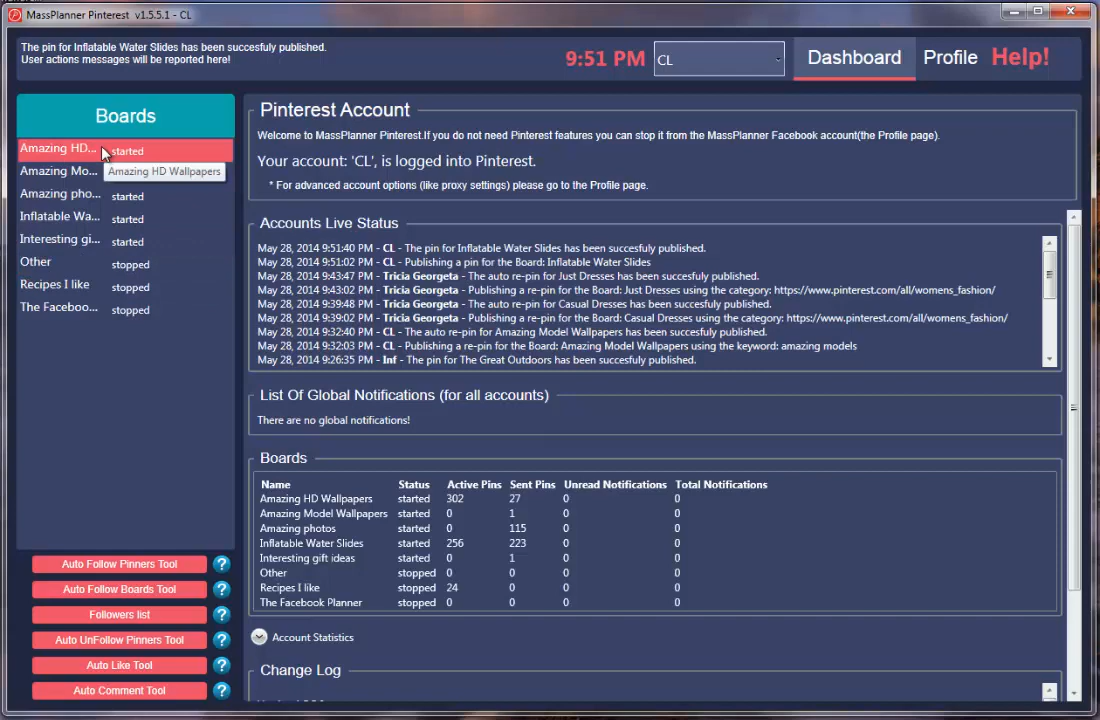 MassPlanner Pinterest v1.5.5.1 - CL
The pin for Inflatable Water Slides has been succesfuly published.
User actions messages will be reported here!
9:51 PM
CL
Dashboard
Profile
Help!
Boards
Amazing HD... started
Amazing HD Wallpapers
Amazing Mo...
Amazing pho... started
Inflatable Wa... started
Interesting gi... started
Other stopped
Recipes I like stopped
The Faceboo... stopped
Auto Follow Pinners Tool ?
Auto Follow Boards Tool ?
Followers list ?
Auto UnFollow Pinners Tool ?
Auto Like Tool ?
Auto Comment Tool ?
Pinterest Account
Welcome to MassPlanner Pinterest.If you do not need Pinterest features you can stop it from the MassPlanner Facebook account(the Profile page).
Your account: 'CL', is logged into Pinterest.
* For advanced account options (like proxy settings) please go to the Profile page.
Accounts Live Status
May 28, 2014 9:51:40 PM - CL - The pin for Inflatable Water Slides has been succesfuly published.
May 28, 2014 9:51:02 PM - CL - Publishing a pin for the Board: Inflatable Water Slides
May 28, 2014 9:43:47 PM - Tricia Georgeta - The auto re-pin for Just Dresses has been succesfuly published.
May 28, 2014 9:43:02 PM - Tricia Georgeta - Publishing a re-pin for the Board: Just Dresses using the category: https://www.pinterest.com/all/womens_fashion/
May 28, 2014 9:39:48 PM - Tricia Georgeta - The auto re-pin for Casual Dresses has been succesfuly published.
May 28, 2014 9:39:02 PM - Tricia Georgeta - Publishing a re-pin for the Board: Casual Dresses using the category: https://www.pinterest.com/all/womens_fashion/
May 28, 2014 9:32:40 PM - CL - The auto re-pin for Amazing Model Wallpapers has been succesfuly published.
May 28, 2014 9:32:03 PM - CL - Publishing a re-pin for the Board: Amazing Model Wallpapers using the keyword: amazing models
May 28, 2014 9:26:35 PM - Inf - The pin for The Great Outdoors has been succesfuly published.
List Of Global Notifications (for all accounts)
There are no global notifications!
Boards
Name Status Active Pins Sent Pins Unread Notifications Total Notifications
Amazing HD Wallpapers started 302 27 0 0
Amazing Model Wallpapers started 0 1 0 0
Amazing photos started 0 115 0 0
Inflatable Water Slides started 256 223 0 0
Interesting gift ideas started 0 1 0 0
Other stopped 0 0 0 0
Recipes I like stopped 24 0 0 0
The Facebook Planner stopped 0 0 0 0
Account Statistics
Change Log